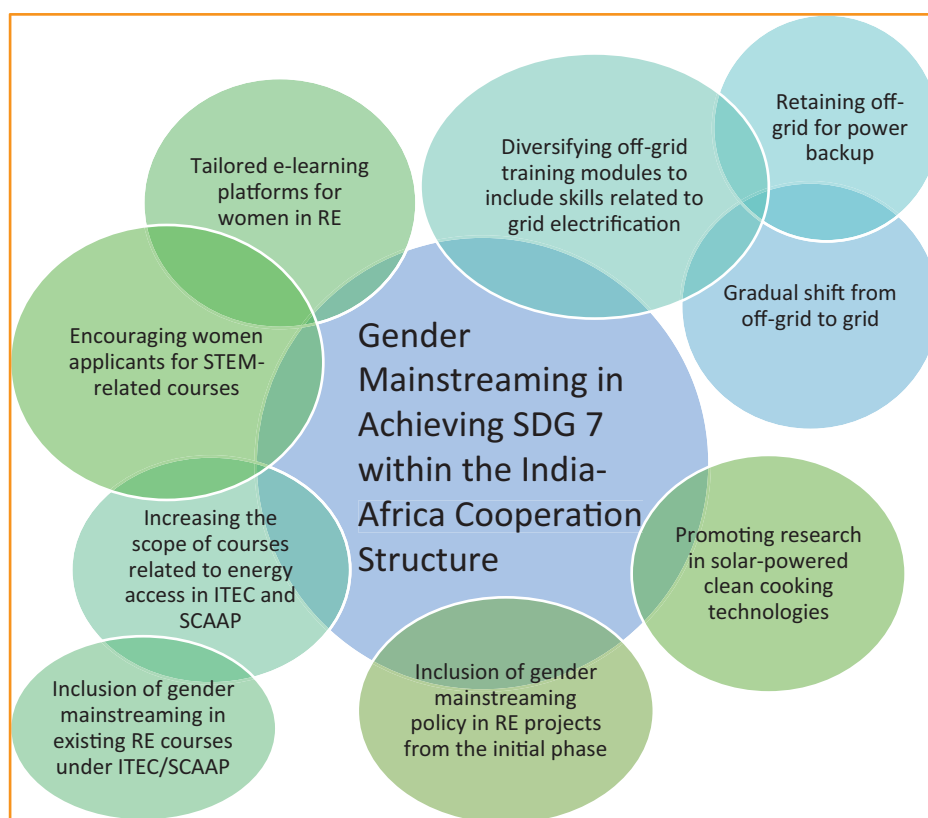 Retaining off-
grid for power
backup
Diversifying off-grid
training modules to
include skills related to
grid electrification
Tailored e-learning
platforms for
women in RE
Gradual shift from
off-grid to grid
Encouraging women
applicants for STEM-
related courses
Gender
Mainstreaming in
Achieving SDG 7
within the India-
Africa Cooperation
Structure
Increasing the
scope of courses
related to energy
access in ITEC and
SCAAP
Promoting research
in solar-powered
clean cooking
technologies
Inclusion of gender
mainstreaming in
existing RE courses
under ITEC/SCAAP
Inclusion of gender
mainstreaming
policy in RE projects
from the initial phase